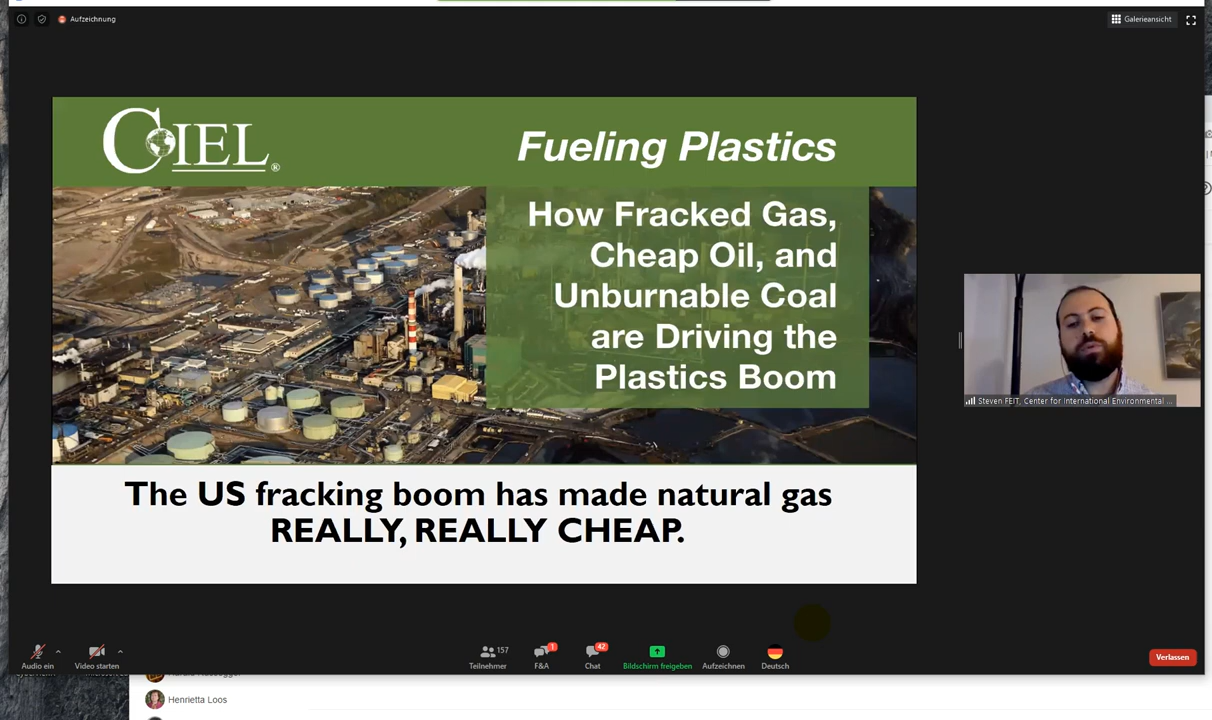 Aufzeichnung
Galerieansicht
CIEL®
Fueling Plastics
How Fracked Gas,
Cheap Oil, and
Unburnable Coal
are Driving the
Plastics Boom
The US fracking boom has made natural gas
REALLY, REALLY CHEAP.
Steven FEIT, Center for International Environmental ...
Audio ein
Video starten
157
Teilnehmer
1
F&A
42
Chat
Bildschirm freigeben
Aufzeichnen
Deutsch
Verlassen
Henrietta Loos